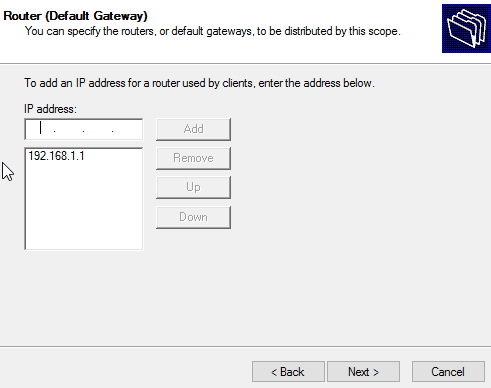 Router (Default Gateway)
You can specify the routers, or default gateways, to be distributed by this scope.
To add an IP address for a router used by clients, enter the address below.
IP address:
. . .
Add
192.168.1.1
Remove
Up
Down
< Back
Next >
Cancel